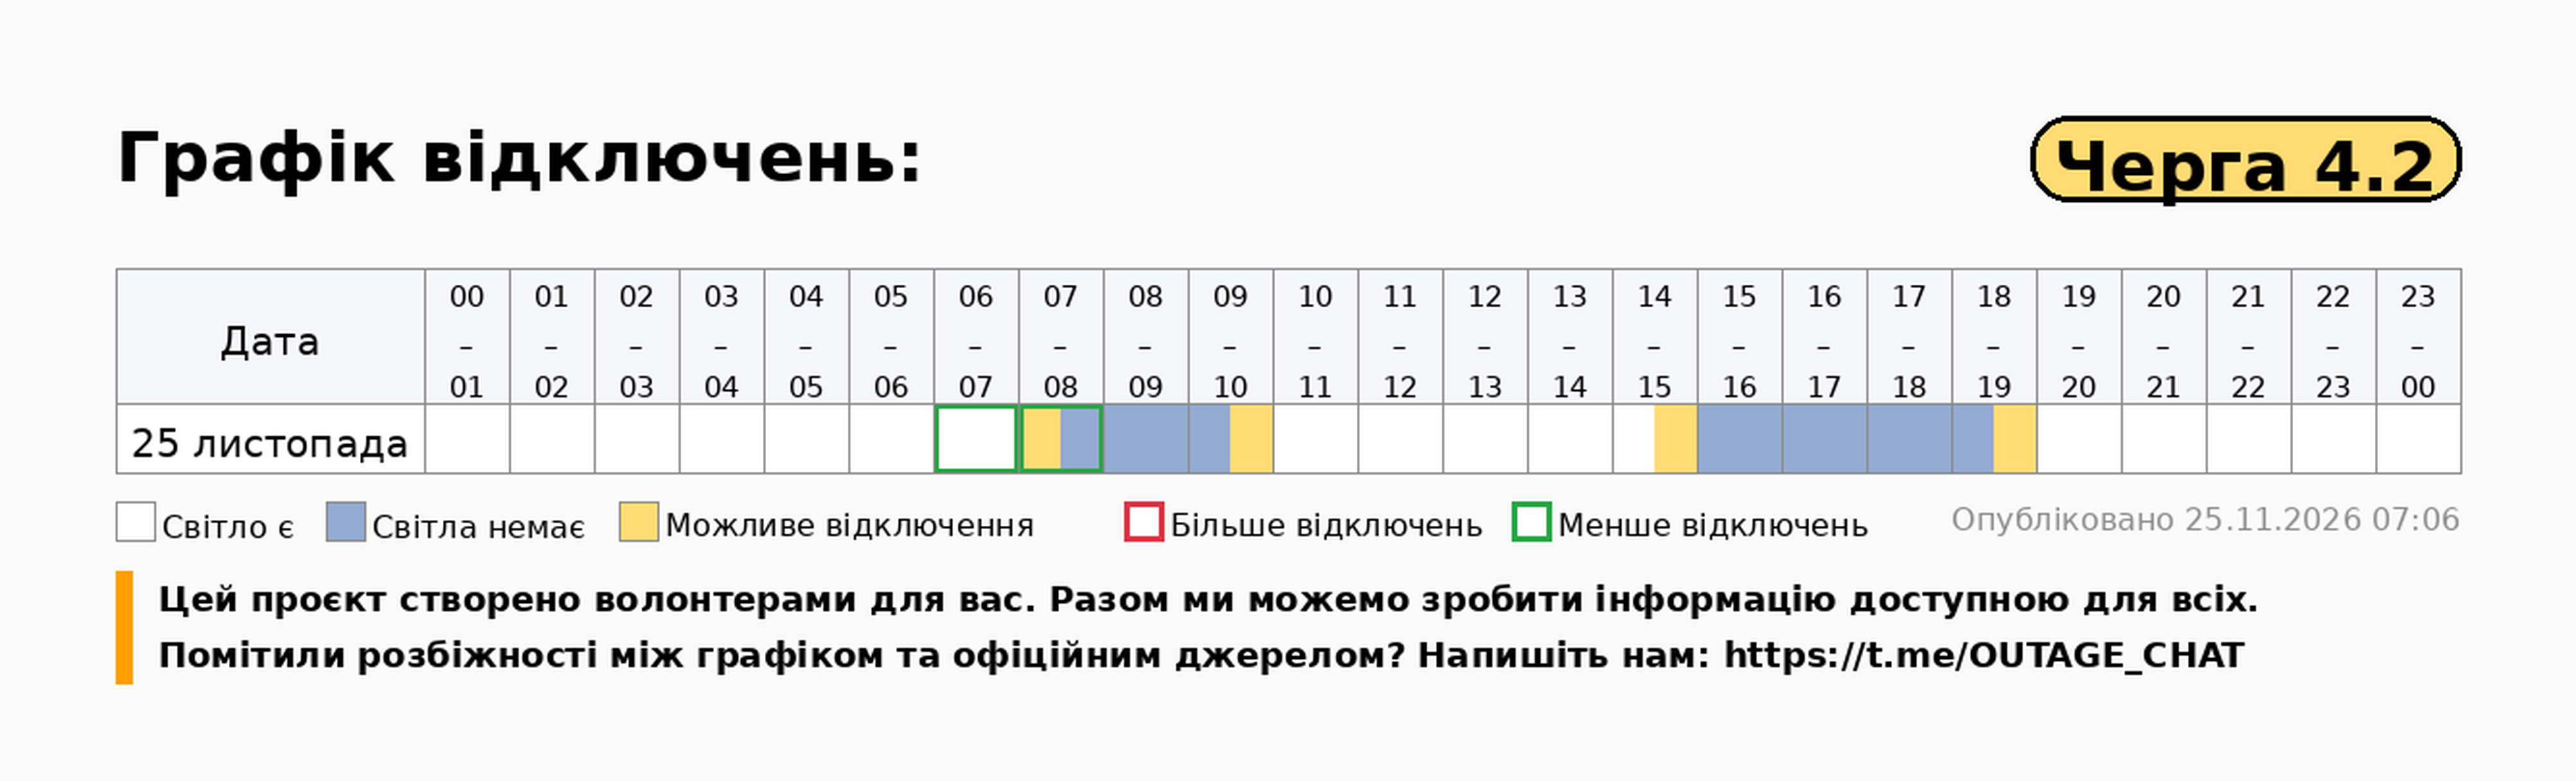 Графік відключень:
Черга 4.2
Дата
00 – 01
01 – 02
02 – 03
03 – 04
04 – 05
05 – 06
06 – 07
07 – 08
08 – 09
09 – 10
10 – 11
11 – 12
12 – 13
13 – 14
14 – 15
15 – 16
16 – 17
17 – 18
18 – 19
19 – 20
20 – 21
21 – 22
22 – 23
23 – 00
25 листопада
Світло є
Світла немає
Можливе відключення
Більше відключень
Менше відключень
Опубліковано 25.11.2026 07:06
Цей проєкт створено волонтерами для вас. Разом ми можемо зробити інформацію доступною для всіх.
Помітили розбіжності між графіком та офіційним джерелом? Напишіть нам: https://t.me/OUTAGE_CHAT